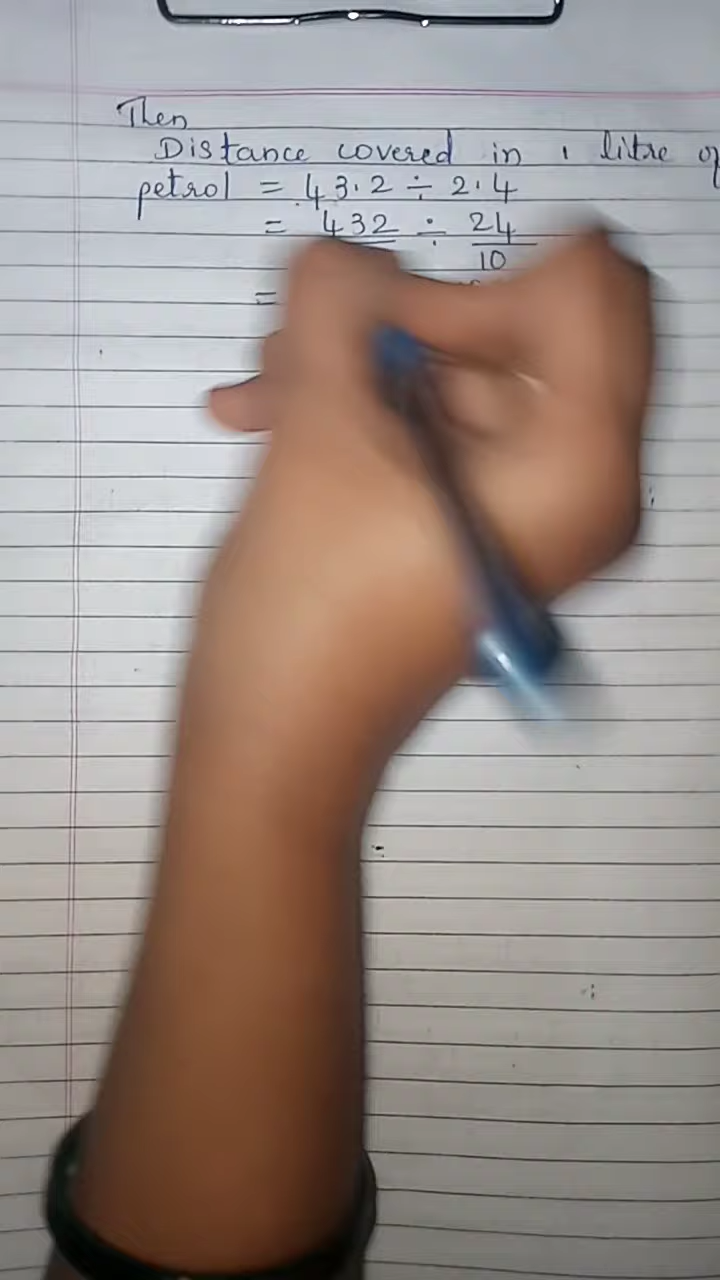 Then
Distance covered in 1 litre of
petrol = 43.2 ÷ 2.4
= 432 ÷ 24
10
=